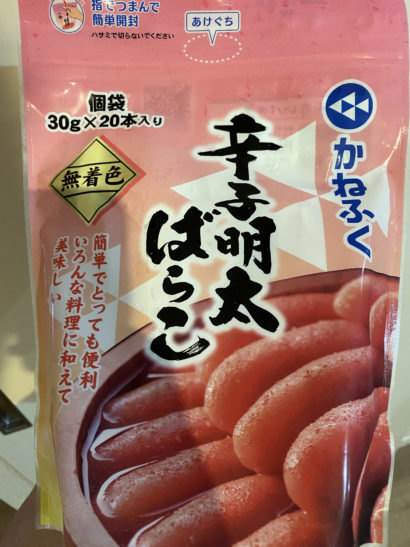 指でつまんで
簡単開封
ハサミで切らないでください
あけぐち
個袋
30g×20本入り
無着色
かねふく
辛子明太
ばらこ
簡単でとっても便利
いろんな料理に和えて
美味しい